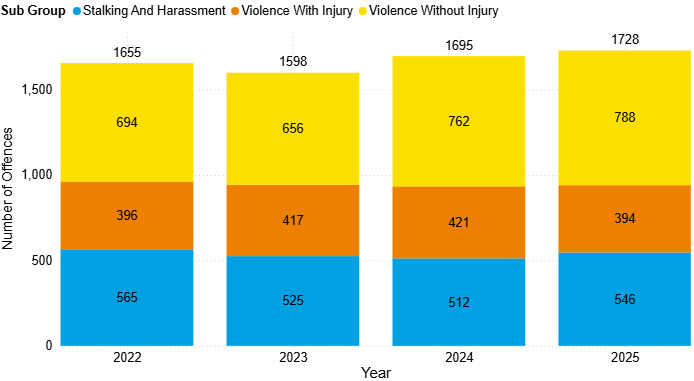 Sub Group Stalking And Harassment Violence With Injury Violence Without Injury
1655 1598 1695 1728
1,500
694 656 762 788
1,000
396 417 421 394
500
565 525 512 546
0
Number of Offences
2022 2023 2024 2025
Year